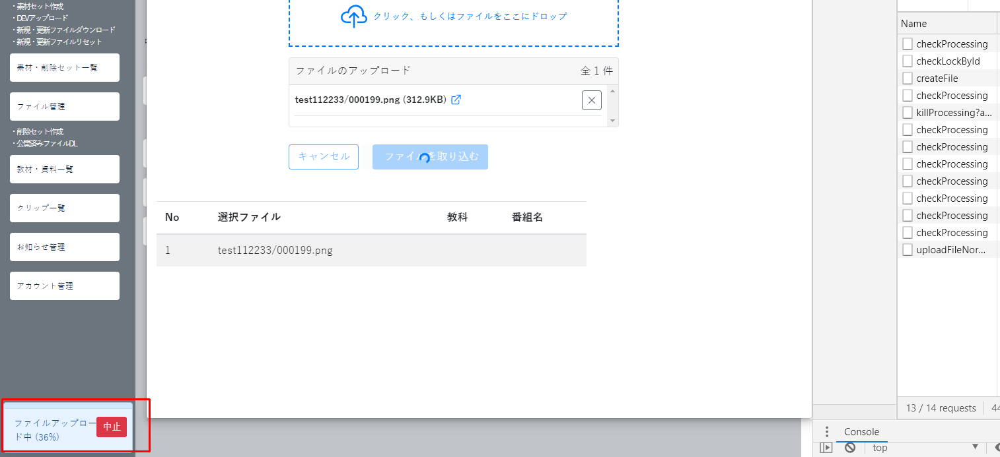 ・素材セット作成
・DEVアップロード
・新規・更新ファイルダウンロード
・新規・更新ファイルリセット
素材・削除セット一覧
ファイル管理
・削除セット作成
・公開済みファイルDL
教材・資料一覧
クリップ一覧
お知らせ管理
アカウント管理
ファイルアップロー
ド中 (36%)
中止
クリック、もしくはファイルをここにドロップ
ファイルのアップロード 全 1 件
test112233/000199.png (312.9KB)
キャンセル ファイルを取り込む
No 選択ファイル 教科 番組名
1 test112233/000199.png
Name
checkProcessing
checkLockById
createFile
checkProcessing
killProcessing?a...
checkProcessing
checkProcessing
checkProcessing
checkProcessing
checkProcessing
checkProcessing
checkProcessing
uploadFileNor...
13 / 14 requests 44
Console
top